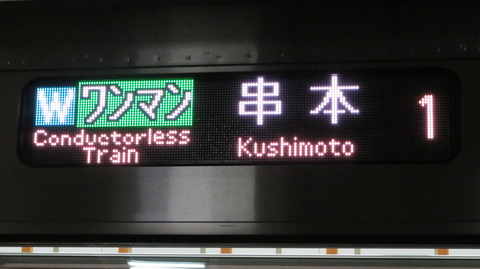 W ワンマン 串本 1
Conductorless Train Kushimoto